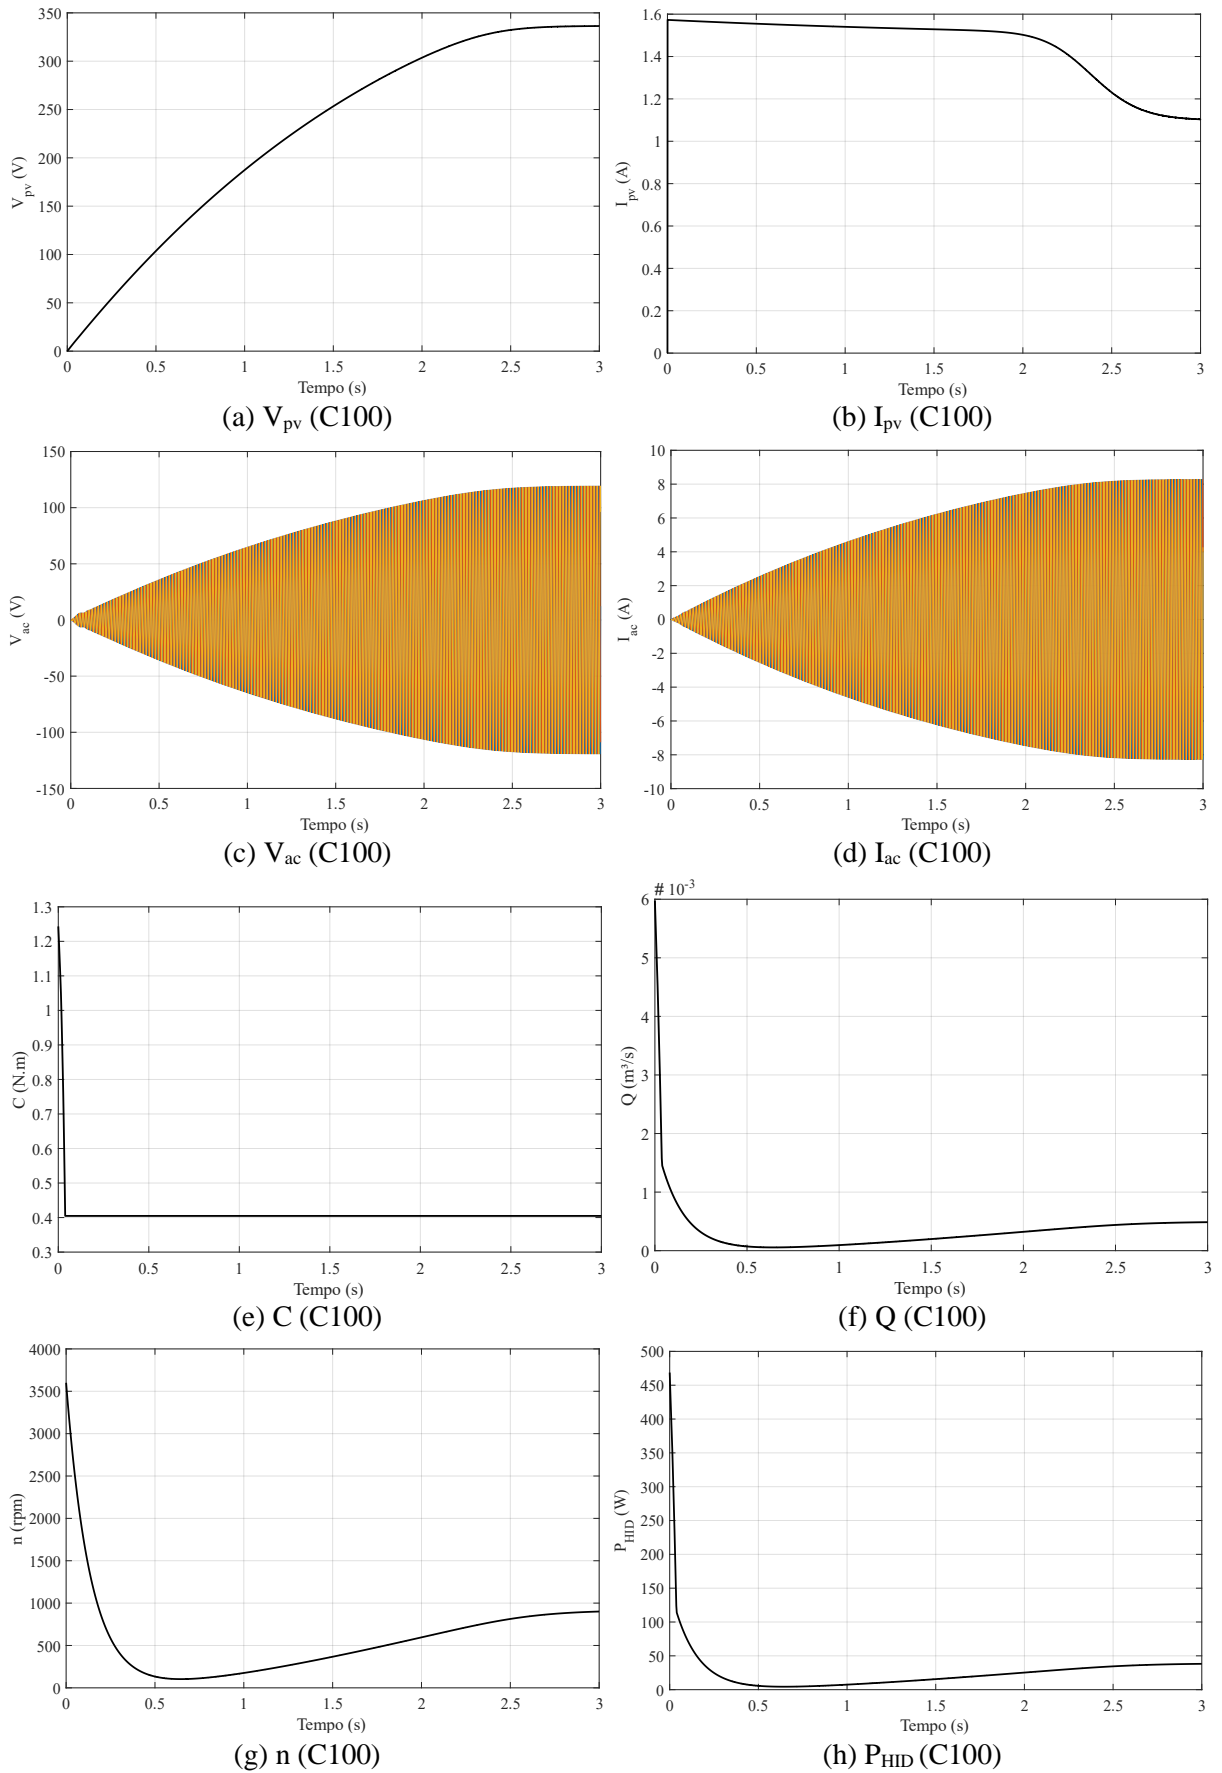 350
300
250
200
150
100
50
0
V_pv (V)
0 0.5 1 1.5 2 2.5 3
Tempo (s)
(a) V_pv (C100)
1.6
1.4
1.2
1
0.8
0.6
0.4
0.2
0
I_pv (A)
0 0.5 1 1.5 2 2.5 3
Tempo (s)
(b) I_pv (C100)
150
100
50
0
-50
-100
-150
V_ac (V)
0 0.5 1 1.5 2 2.5 3
Tempo (s)
(c) V_ac (C100)
10
8
6
4
2
0
-2
-4
-6
-8
-10
I_ac (A)
0 0.5 1 1.5 2 2.5 3
Tempo (s)
(d) I_ac (C100)
1.3
1.2
1.1
1
0.9
0.8
0.7
0.6
0.5
0.4
0.3
C (N.m)
0 0.5 1 1.5 2 2.5 3
Tempo (s)
(e) C (C100)
# 10^-3
6
5
4
3
2
1
0
Q (m³/s)
0 0.5 1 1.5 2 2.5 3
Tempo (s)
(f) Q (C100)
4000
3500
3000
2500
2000
1500
1000
500
0
n (rpm)
0 0.5 1 1.5 2 2.5 3
Tempo (s)
(g) n (C100)
500
450
400
350
300
250
200
150
100
50
0
P_HID (W)
0 0.5 1 1.5 2 2.5 3
Tempo (s)
(h) P_HID (C100)